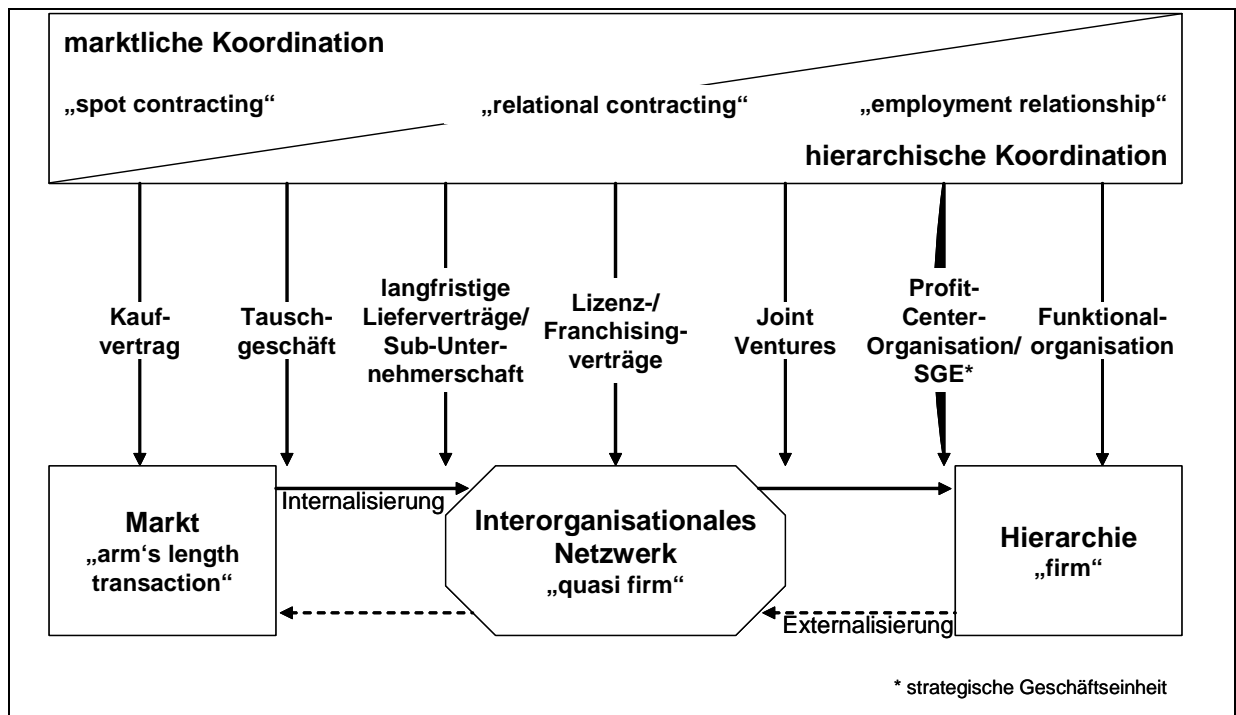 marktliche Koordination
„spot contracting“
„relational contracting“
„employment relationship“
hierarchische Koordination
Kauf-
vertrag
Tausch-
geschäft
langfristige
Lieferverträge/
Sub-Unter-
nehmerschaft
Lizenz-/
Franchising-
verträge
Joint
Ventures
Profit-
Center-
Organisation/
SGE*
Funktional-
organisation
Markt
„arm‘s length
transaction“
Internalisierung
Interorganisationales
Netzwerk
„quasi firm“
Hierarchie
„firm“
Externalisierung
* strategische Geschäftseinheit